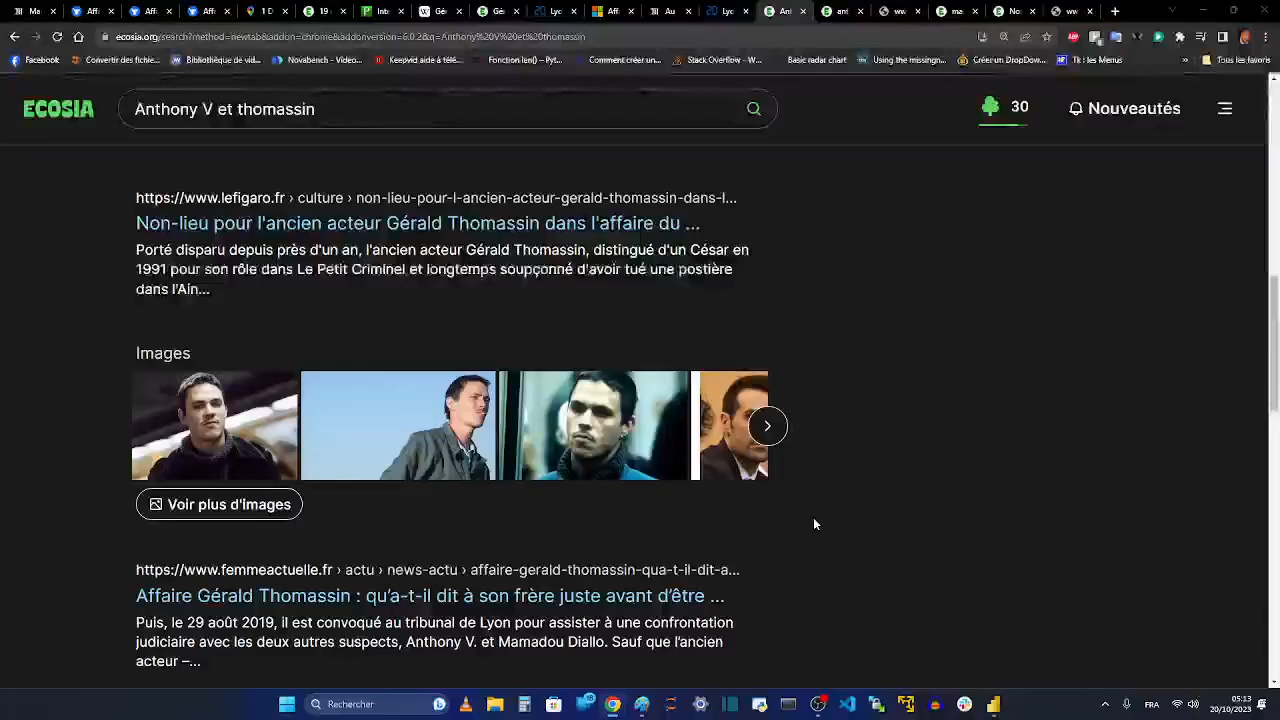 ecosia.org/search?method=newtab&addon=chrome&addonversion=6.0.2&q=Anthony%20V%20et%20thomassin
Facebook
Convertir des fichie...
Bibliothèque de vid...
Novabench - Vidéo...
Keepvid aide à télé...
Fonction len() - Pyt...
Comment créer un...
Stack Overflow - W...
Basic radar chart
Using the missingn...
Créer un DropDow...
Tk les Menus
»
Tous les favoris
ECOSIA
Anthony V et thomassin
30
Nouveautés
https://www.lefigaro.fr › culture › non-lieu-pour-l-ancien-acteur-gerald-thomassin-dans-l...
Non-lieu pour l'ancien acteur Gérald Thomassin dans l'affaire du ...
Porté disparu depuis près d'un an, l'ancien acteur Gérald Thomassin, distingué d'un César en
1991 pour son rôle dans Le Petit Criminel et longtemps soupçonné d'avoir tué une postière
dans l'Ain...
Images
Voir plus d'images
https://www.femmeactuelle.fr › actu › news-actu › affaire-gerald-thomassin-qua-t-il-dit-a...
Affaire Gérald Thomassin : qu’a-t-il dit à son frère juste avant d’être ...
Puis, le 29 août 2019, il est convoqué au tribunal de Lyon pour assister à une confrontation
judiciaire avec les deux autres suspects, Anthony V. et Mamadou Diallo. Sauf que l’ancien
acteur –...
Rechercher
FRA
05:13
20/10/2023